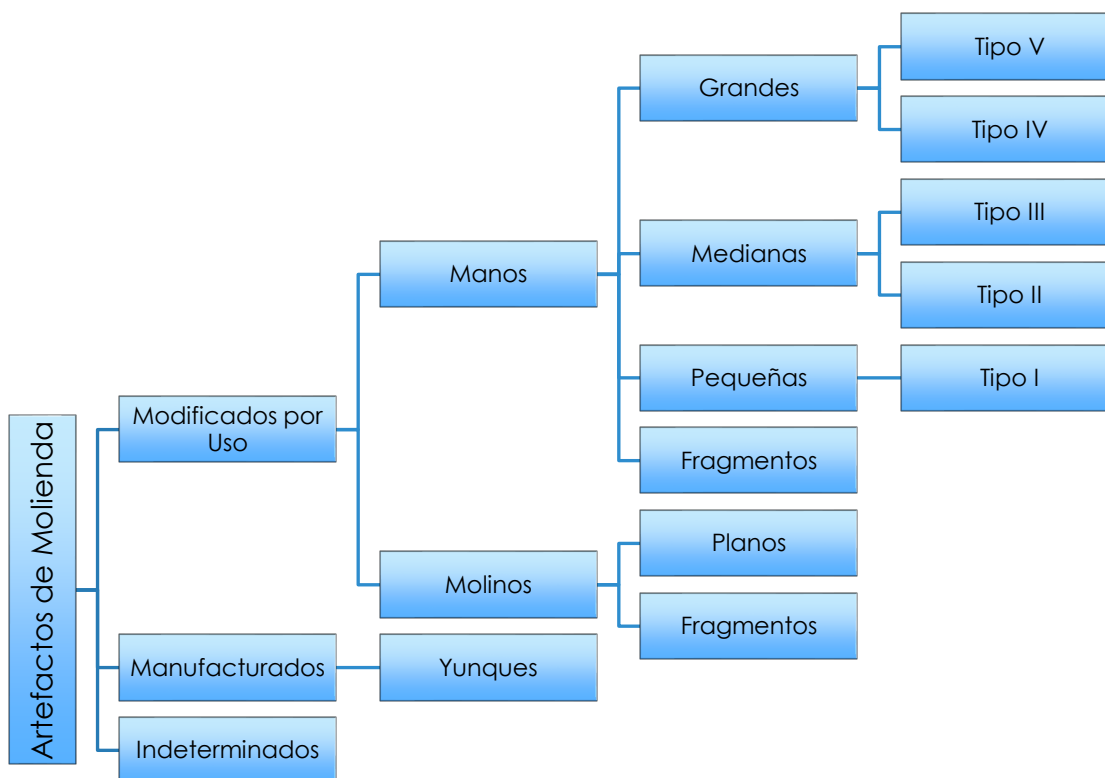 Artefactos de Molienda
Modificados por
Uso
Manos
Grandes
Tipo V
Tipo IV
Medianas
Tipo III
Tipo II
Pequeñas
Tipo I
Fragmentos
Molinos
Planos
Fragmentos
Manufacturados
Yunques
Indeterminados